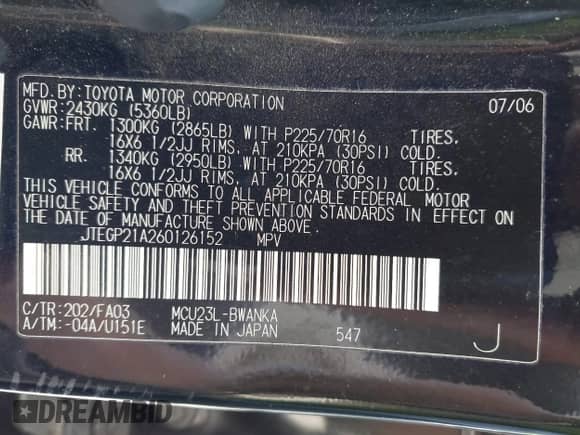 MFD.BY:TOYOTA MOTOR CORPORATION 07/06
GVWR:2430KG (5360LB)
GAWR:FRT. 1300KG (2865LB) WITH P225/70R16 TIRES,
16X6 1/2JJ RIMS, AT 210KPA (30PSI) COLD.
RR. 1340KG (2950LB) WITH P225/70R16 TIRES,
16X6 1/2JJ RIMS, AT 210KPA (30PSI) COLD.
THIS VEHICLE CONFORMS TO ALL APPLICABLE FEDERAL MOTOR
VEHICLE SAFETY AND THEFT PREVENTION STANDARDS IN EFFECT ON
THE DATE OF MANUFACTURE SHOWN ABOVE.
JTEGP21A260126152 MPV
C/TR:202/FA03 MCU23L-BWANKA
A/TM:-04A/U151E MADE IN JAPAN 547 J
DREAMBID